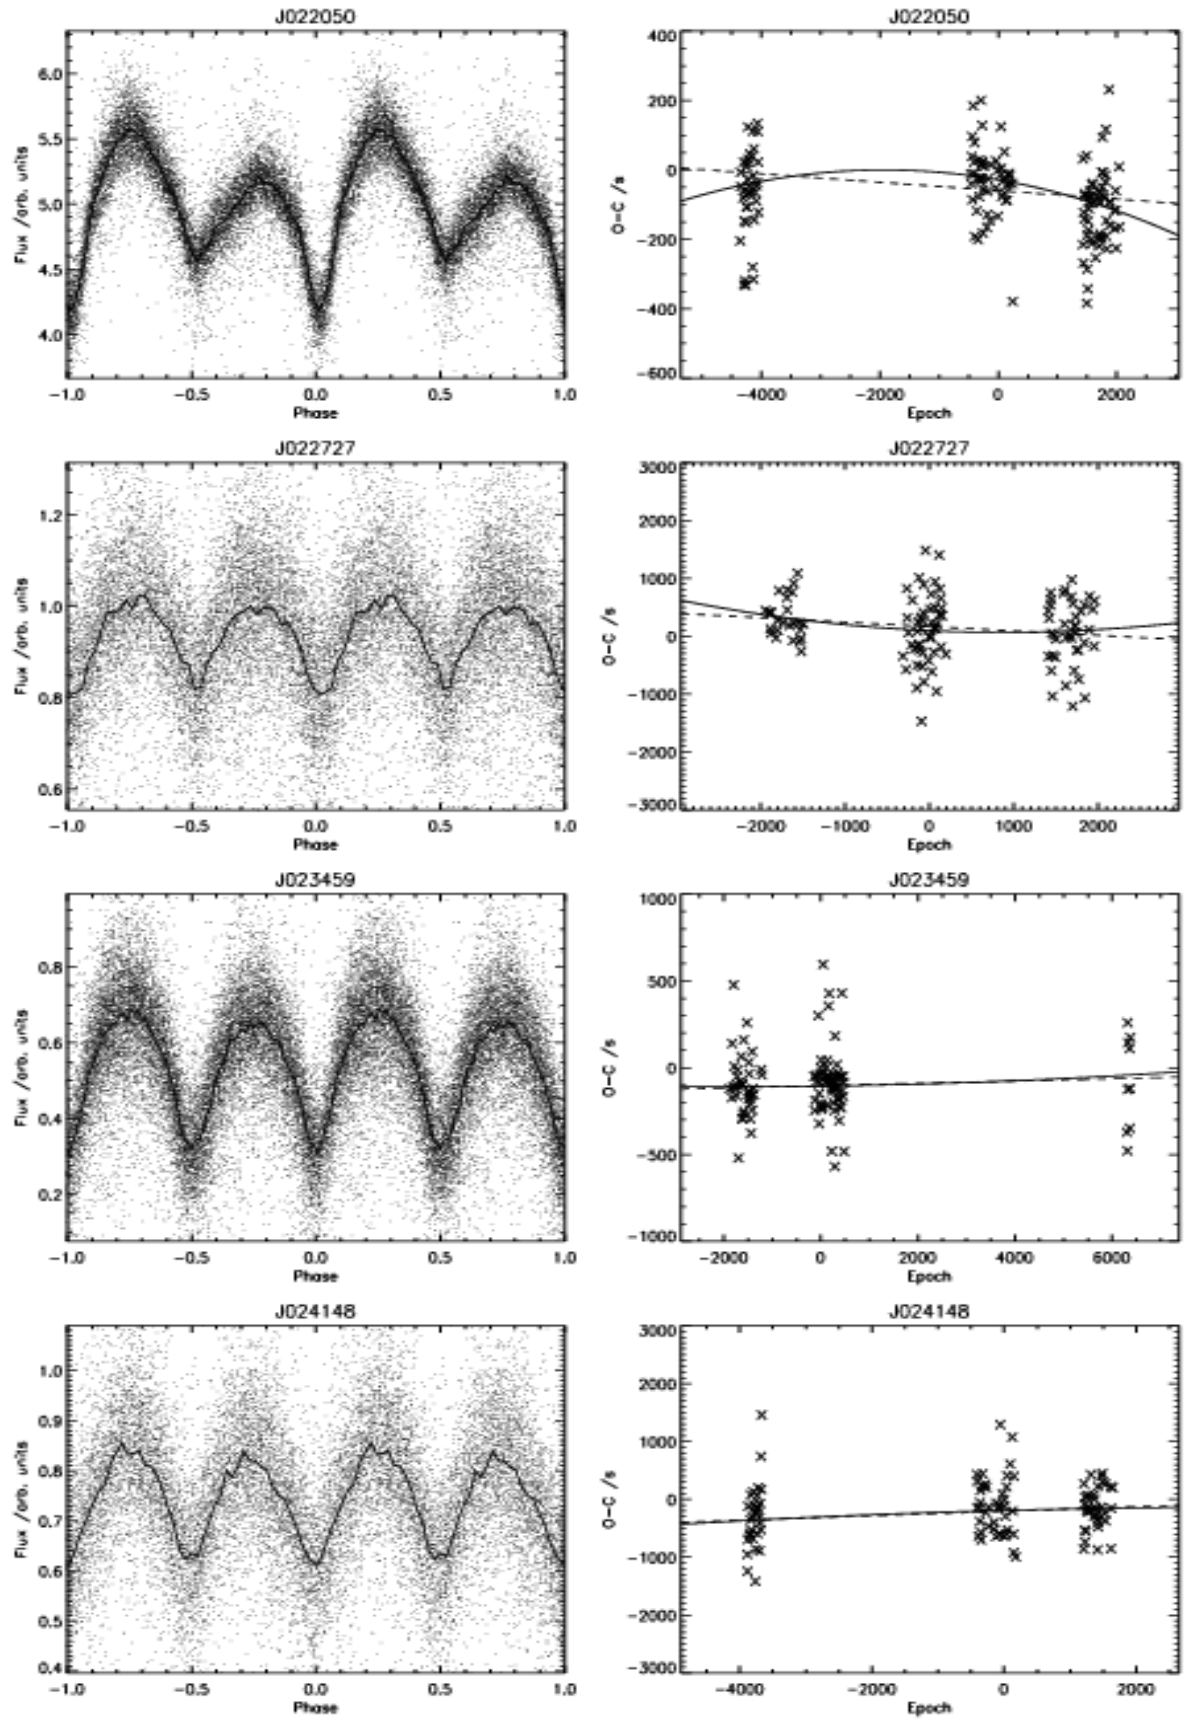 J022050
6.0
5.5
5.0
4.5
4.0
Flux /arb. units
-1.0 -0.5 0.0 0.5 1.0
Phase
J022050
400
200
0
-200
-400
-600
O-C /s
-4000 -2000 0 2000
Epoch
J022727
1.2
1.0
0.8
0.6
Flux /arb. units
-1.0 -0.5 0.0 0.5 1.0
Phase
J022727
3000
2000
1000
0
-1000
-2000
-3000
O-C /s
-2000 -1000 0 1000 2000
Epoch
J023459
0.8
0.6
0.4
0.2
Flux /arb. units
-1.0 -0.5 0.0 0.5 1.0
Phase
J023459
1000
500
0
-500
-1000
O-C /s
-2000 0 2000 4000 6000
Epoch
J024148
1.0
0.9
0.8
0.7
0.6
0.5
0.4
Flux /arb. units
-1.0 -0.5 0.0 0.5 1.0
Phase
J024148
3000
2000
1000
0
-1000
-2000
-3000
O-C /s
-4000 -2000 0 2000
Epoch